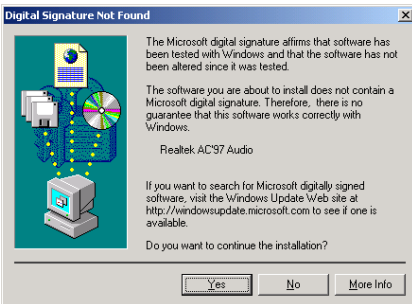 Digital Signature Not Found
The Microsoft digital signature affirms that software has
been tested with Windows and that the software has not
been altered since it was tested.
The software you are about to install does not contain a
Microsoft digital signature. Therefore, there is no
guarantee that this software works correctly with
Windows.
Realtek AC'97 Audio
If you want to search for Microsoft digitally signed
software, visit the Windows Update Web site at
http://windowsupdate.microsoft.com to see if one is
available.
Do you want to continue the installation?
Yes No More Info